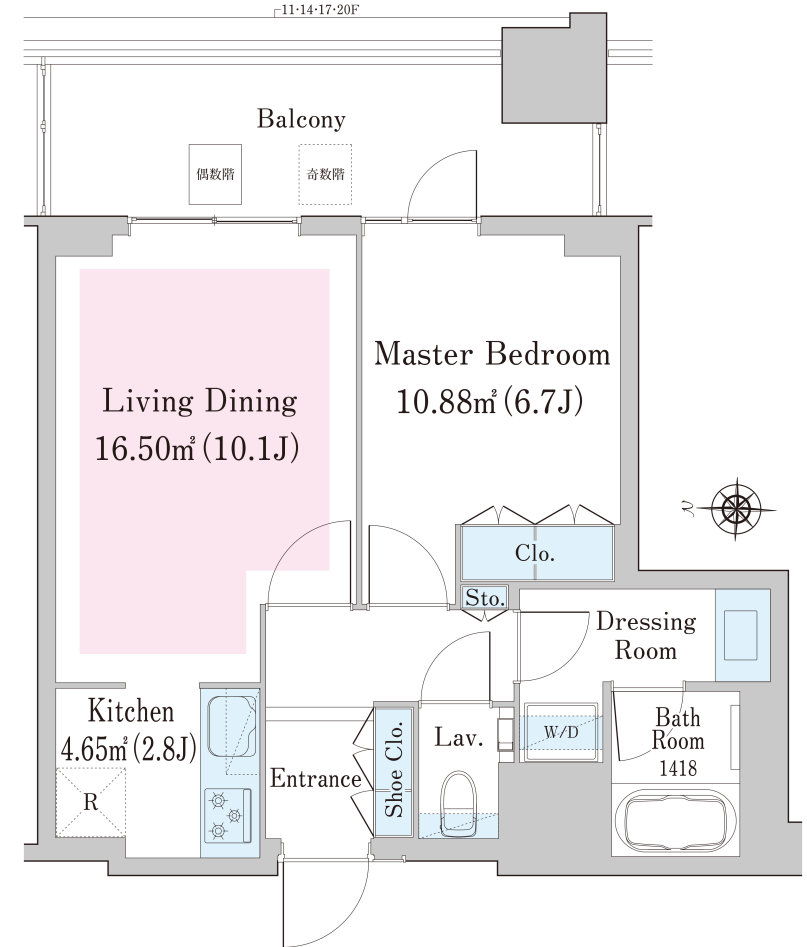 11·14·17·20F
Balcony
偶数階
奇数階
Master Bedroom
10.88㎡(6.7J)
Living Dining
16.50㎡(10.1J)
N
Clo.
Sto.
Dressing
Room
Kitchen
4.65㎡(2.8J)
R
Entrance
Shoe Clo.
Lav.
W/D
Bath
Room
1418